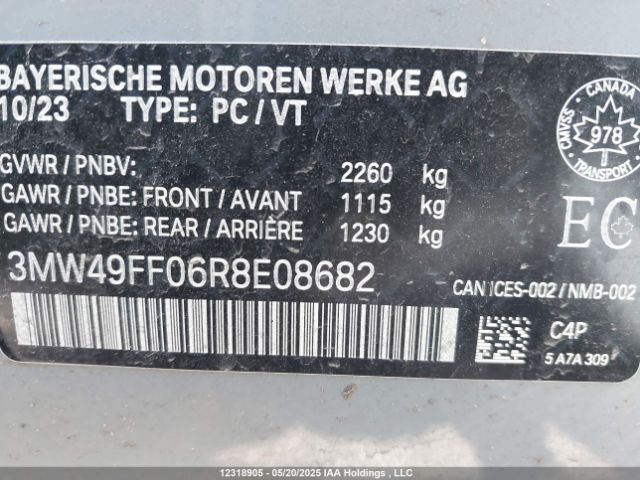 BAYERISCHE MOTOREN WERKE AG
10/23 TYPE: PC / VT
GVWR / PNBV: 2260 kg
GAWR / PNBE: FRONT / AVANT 1115 kg
GAWR / PNBE: REAR / ARRIÈRE 1230 kg
3MW49FF06R8E08682
CMVSS CANADA
978
TRANSPORT
EC
CAN ICES-002 / NMB-002
C4P
5 A7A 309
12318905 - 05/20/2025 IAA Holdings , LLC